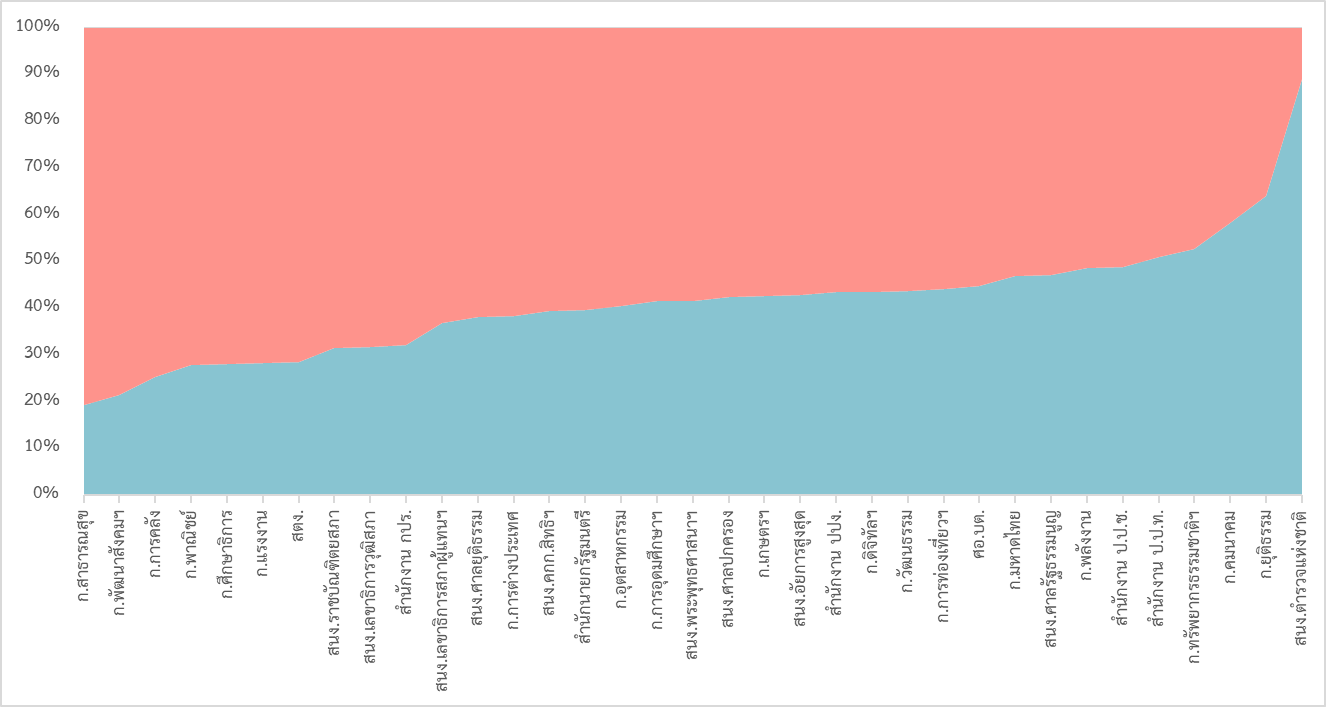 100%
90%
80%
70%
60%
50%
40%
30%
20%
10%
0%
ก.สาธารณสุข
ก.พัฒนาสังคมฯ
ก.การคลัง
ก.พาณิชย์
ก.ศึกษาธิการ
ก.แรงงาน
สตง.
สนง.ราชบัณฑิตยสภา
สนง.เลขาธิการวุฒิสภา
สำนักงาน กปร.
สนง.เลขาธิการสภาผู้แทนฯ
สนง.ศาลยุติธรรม
ก.การต่างประเทศ
สนง.คกก.สิทธิฯ
สำนักนายกรัฐมนตรี
ก.อุตสาหกรรม
ก.การอุดมศึกษาฯ
สนง.พระพุทธศาสนาฯ
สนง.ศาลปกครอง
ก.เกษตรฯ
สนง.อัยการสูงสุด
สำนักงาน ปปง.
ก.ดิจิทัลฯ
ก.วัฒนธรรม
ก.การท่องเที่ยวฯ
ศอ.บต.
ก.มหาดไทย
สนง.ศาลรัฐธรรมนูญ
ก.พลังงาน
สำนักงาน ป.ป.ช.
สำนักงาน ป.ป.ท.
ก.ทรัพยากรธรรมชาติฯ
ก.คมนาคม
ก.ยุติธรรม
สนง.ตำรวจแห่งชาติ